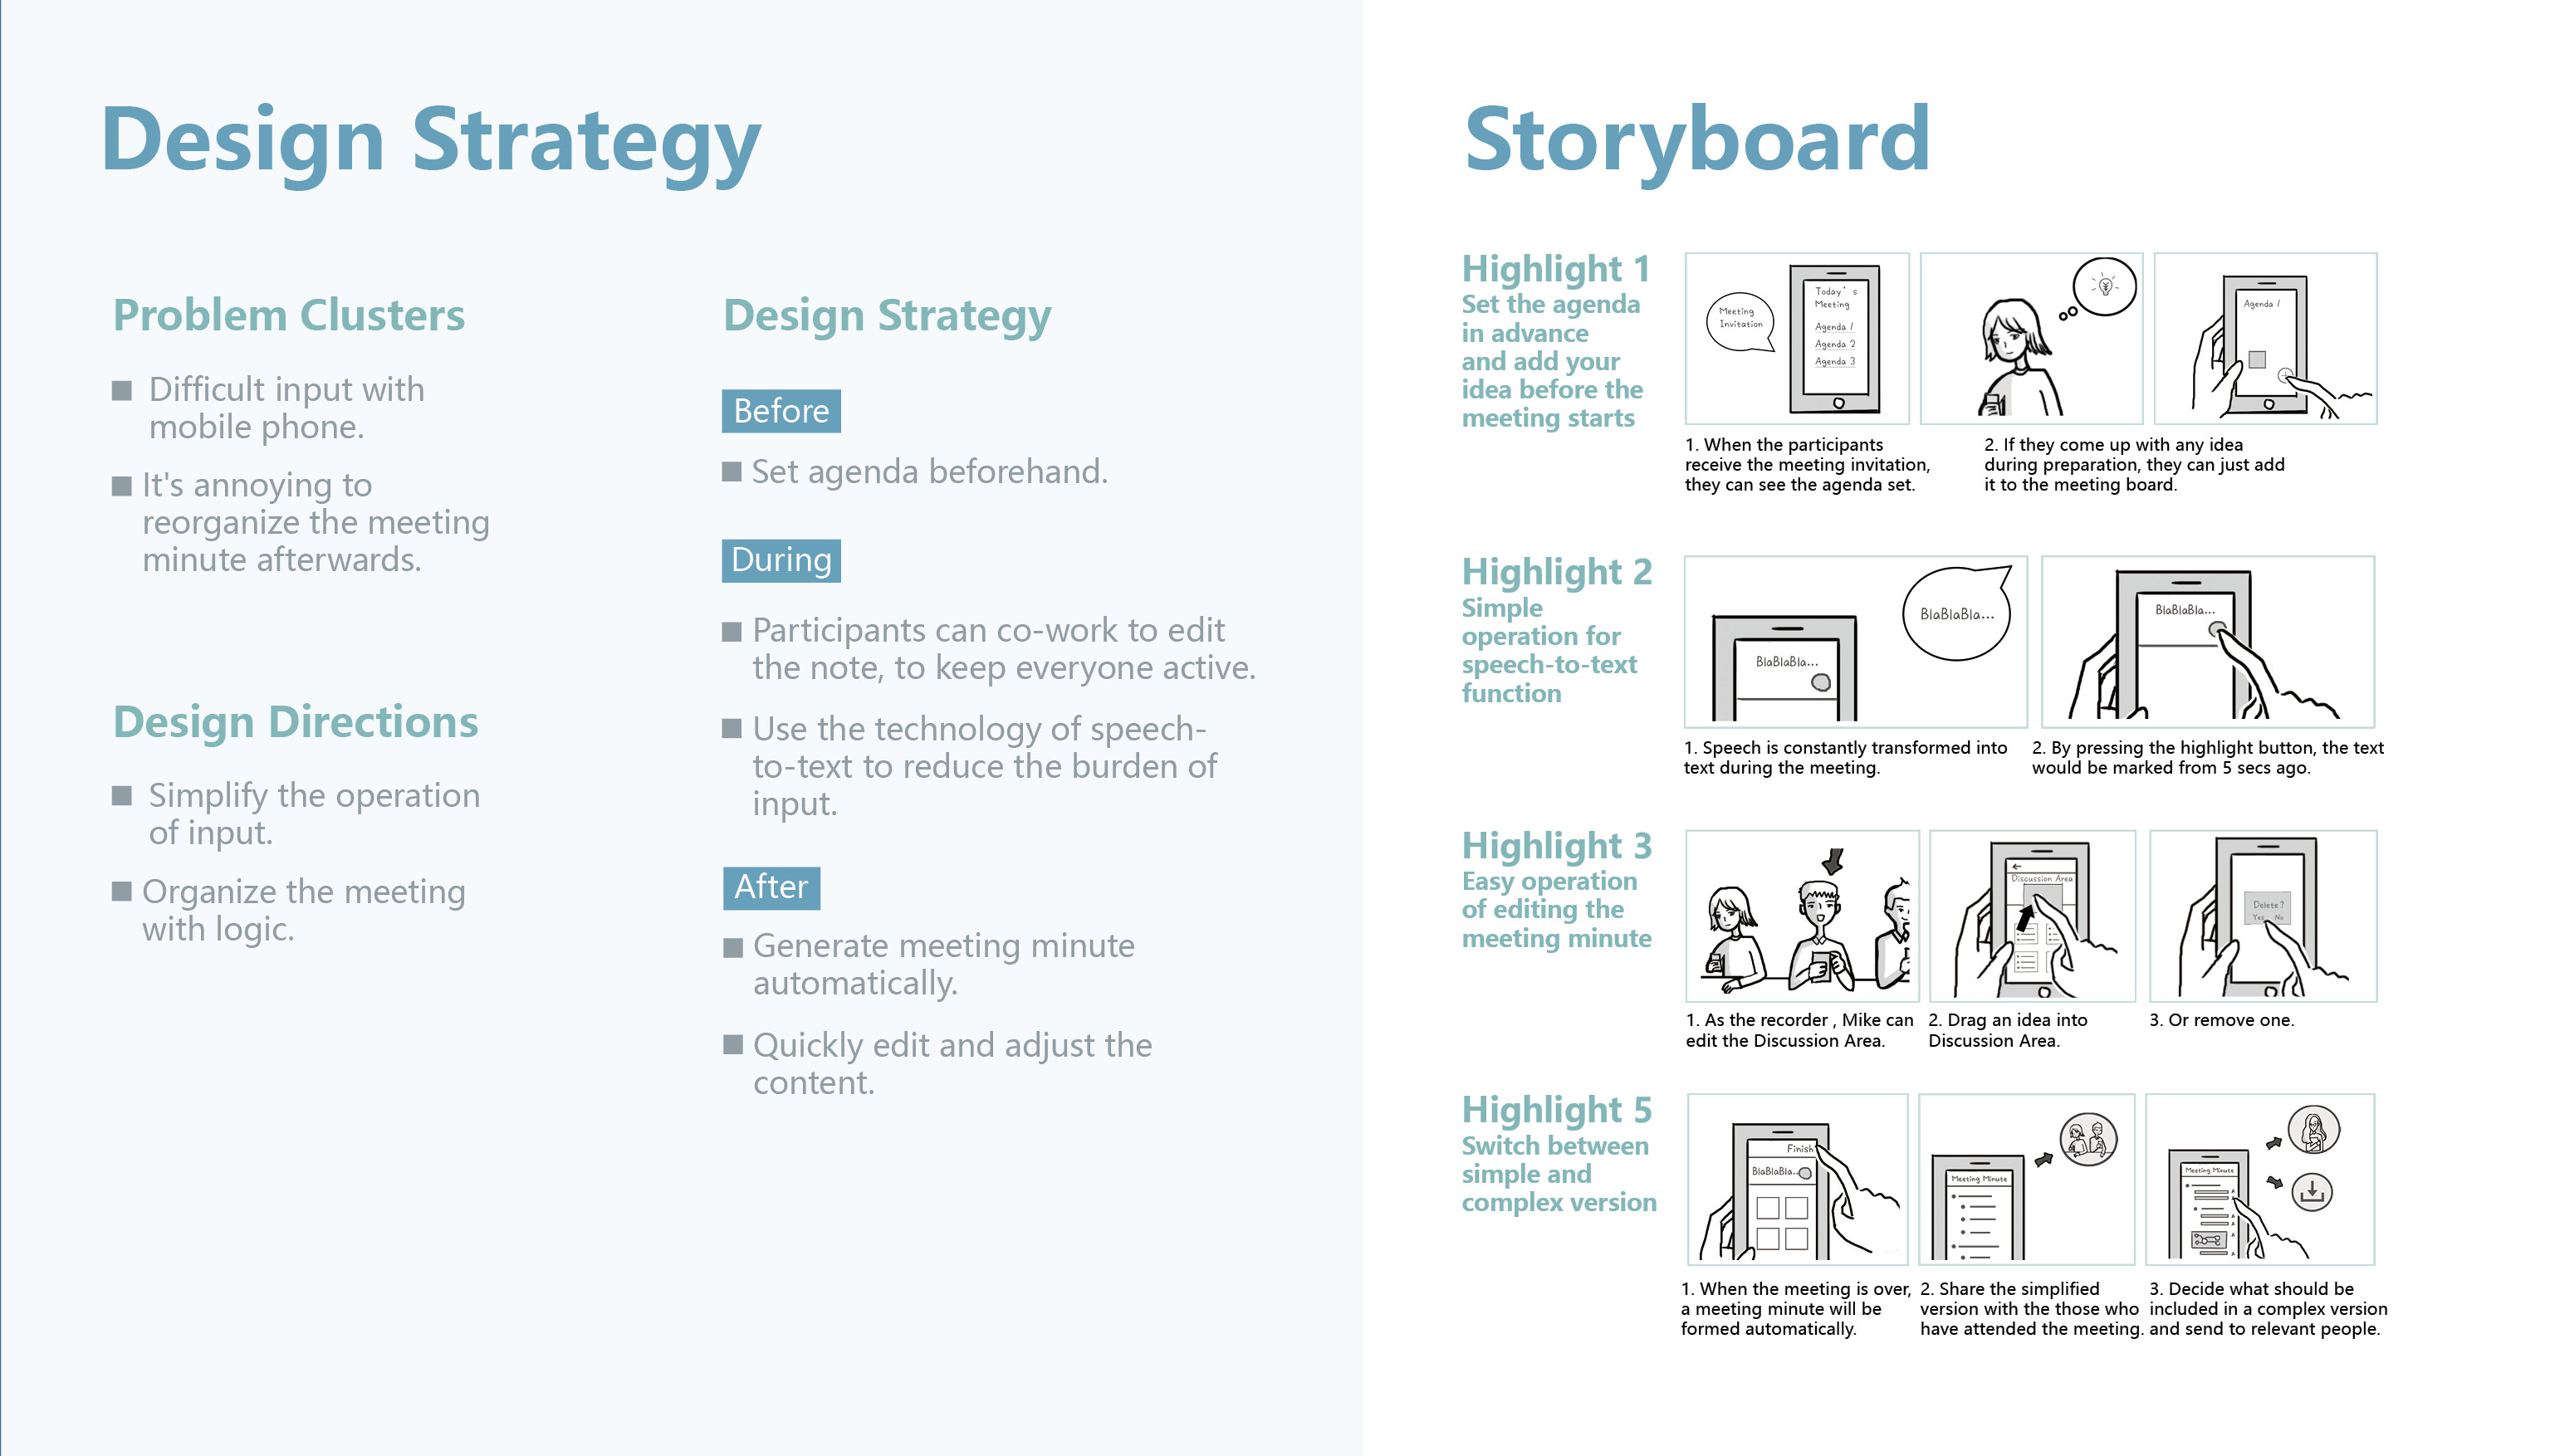 Design Strategy
Problem Clusters
■ Difficult input with
mobile phone.
■ It's annoying to
reorganize the meeting
minute afterwards.
Design Directions
■ Simplify the operation
of input.
■ Organize the meeting
with logic.
Design Strategy
Before
■ Set agenda beforehand.
During
■ Participants can co-work to edit
the note, to keep everyone active.
■ Use the technology of speech-
to-text to reduce the burden of
input.
After
■ Generate meeting minute
automatically.
■ Quickly edit and adjust the
content.
Storyboard
Highlight 1
Set the agenda
in advance
and add your
idea before the
meeting starts
Meeting
Invitation
Today's
Meeting
Agenda 1
Agenda 2
Agenda 3
Agenda 1
1. When the participants
receive the meeting invitation,
they can see the agenda set.
2. If they come up with any idea
during preparation, they can just add
it to the meeting board.
Highlight 2
Simple
operation for
speech-to-text
function
BlaBlaBla...
BlaBlaBla...
BlaBlaBla...
1. Speech is constantly transformed into
text during the meeting.
2. By pressing the highlight button, the text
would be marked from 5 secs ago.
Highlight 3
Easy operation
of editing the
meeting minute
Discussion Area
Delete?
Yes No
1. As the recorder , Mike can
edit the Discussion Area.
2. Drag an idea into
Discussion Area.
3. Or remove one.
Highlight 5
Switch between
simple and
complex version
Finish
BlaBlaBla...
Meeting Minute
Meeting Minute
1. When the meeting is over,
a meeting minute will be
formed automatically.
2. Share the simplified
version with the those who
have attended the meeting.
3. Decide what should be
included in a complex version
and send to relevant people.